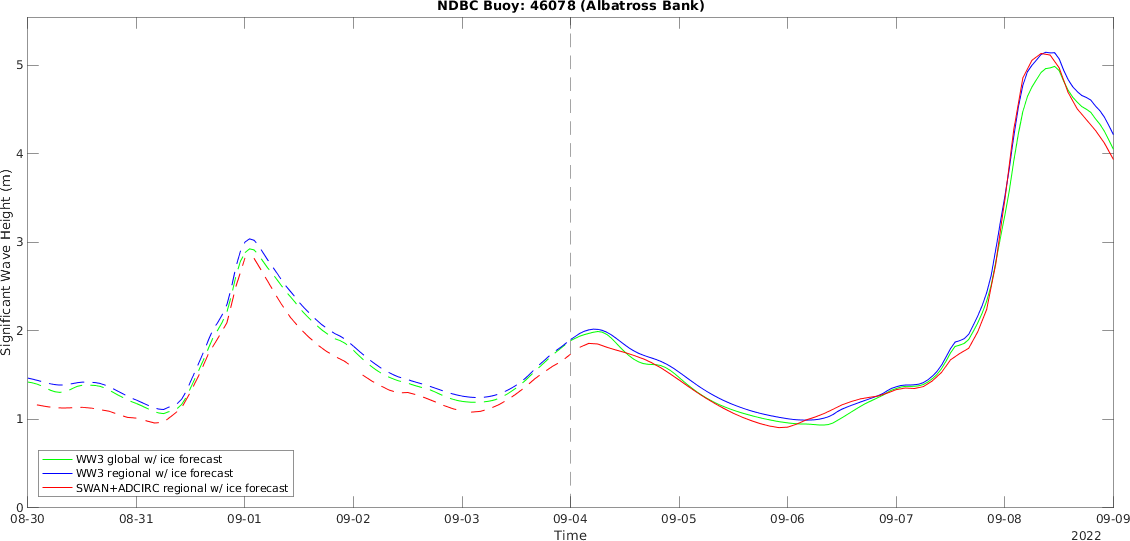 NDBC Buoy: 46078 (Albatross Bank)
Significant Wave Height (m)
5
4
3
2
1
0
WW3 global w/ ice forecast
WW3 regional w/ ice forecast
SWAN+ADCIRC regional w/ ice forecast
08-30 08-31 09-01 09-02 09-03 09-04 09-05 09-06 09-07 09-08 09-09
Time
2022